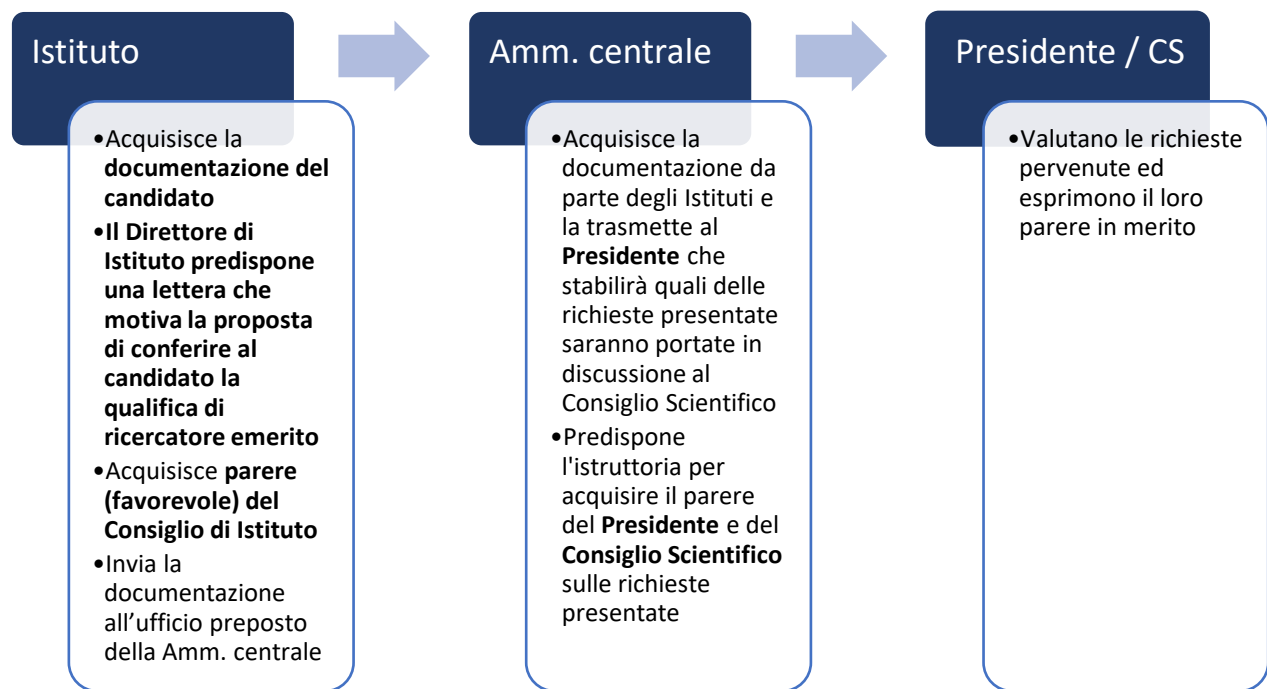 Istituto
•Acquisisce la
documentazione del
candidato
•Il Direttore di
Istituto predispone
una lettera che
motiva la proposta
di conferire al
candidato la
qualifica di
ricercatore emerito
•Acquisisce parere
(favorevole) del
Consiglio di Istituto
•Invia la
documentazione
all’ufficio preposto
della Amm. centrale
Amm. centrale
•Acquisisce la
documentazione da
parte degli Istituti e
la trasmette al
Presidente che
stabilirà quali delle
richieste presentate
saranno portate in
discussione al
Consiglio Scientifico
•Predispone
l'istruttoria per
acquisire il parere
del Presidente e del
Consiglio Scientifico
sulle richieste
presentate
Presidente / CS
•Valutano le richieste
pervenute ed
esprimono il loro
parere in merito